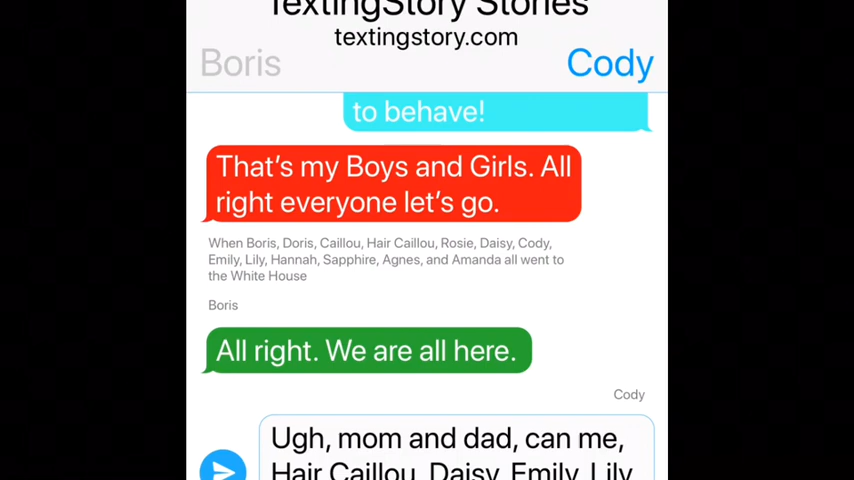 TextingStory Stories
textingstory.com
Boris
Cody
to behave!
That's my Boys and Girls. All
right everyone let's go.
When Boris, Doris, Caillou, Hair Caillou, Rosie, Daisy, Cody,
Emily, Lily, Hannah, Sapphire, Agnes, and Amanda all went to
the White House
Boris
All right. We are all here.
Cody
Ugh, mom and dad, can me,
Hair Caillou, Daisy, Emily, Lily